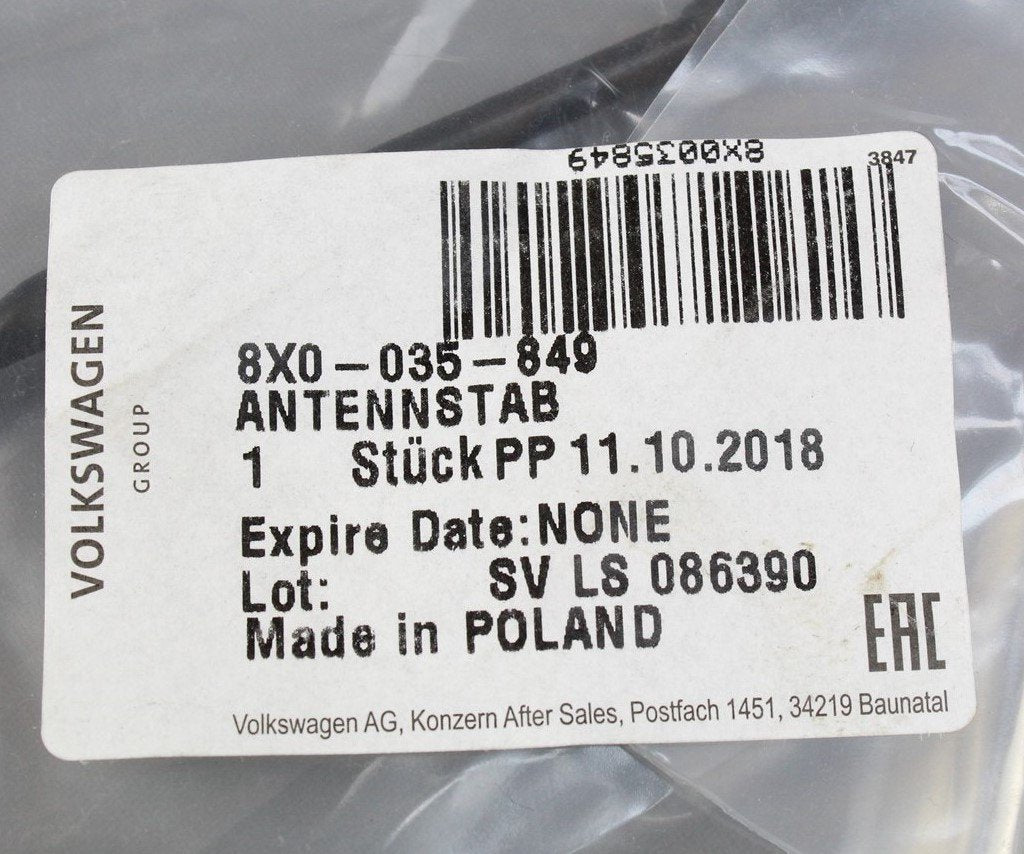 8X0035849
3847
VOLKSWAGEN
GROUP
8X0-035-849
ANTENNSTAB
1 Stück PP 11.10.2018
Expire Date:NONE
Lot: SV LS 086390
Made in POLAND
EAC
Volkswagen AG, Konzern After Sales, Postfach 1451, 34219 Baunatal